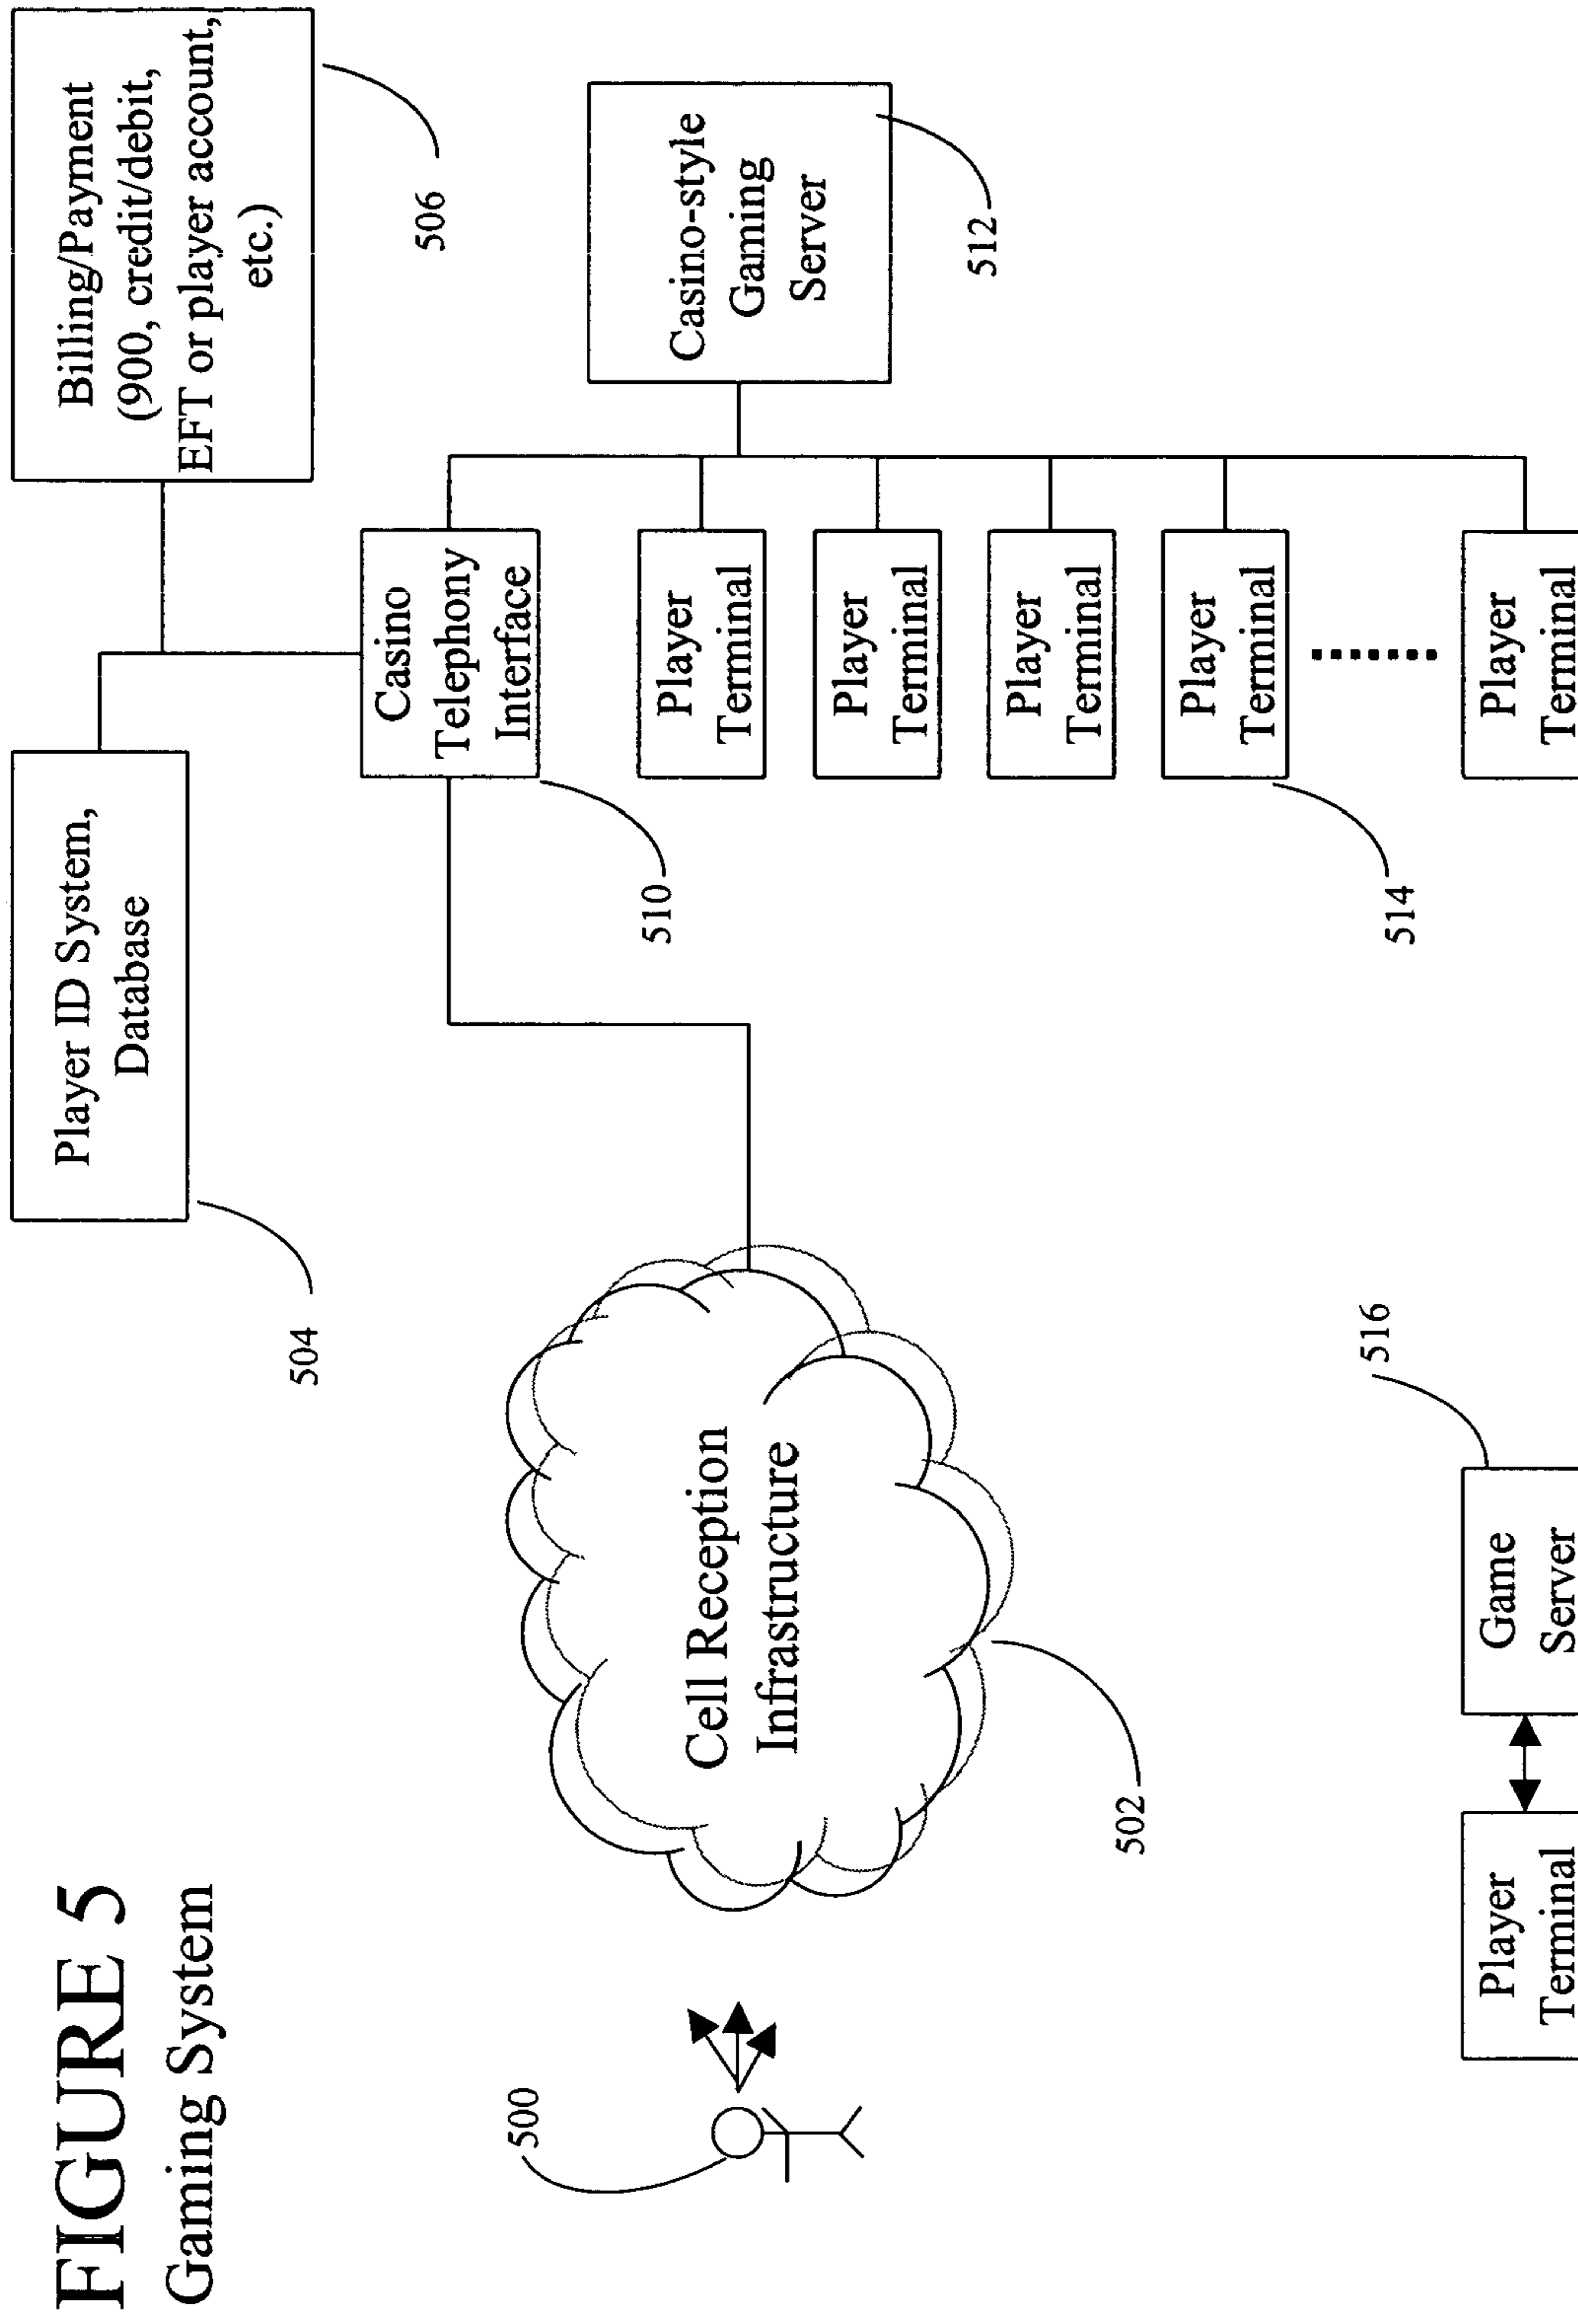 FIGURE 5
Gaming System
Player ID System,
Database
504
Billing/Payment
(900, credit/debit,
EFT or player account,
etc.)
506
500
Cell Reception
Infrastructure
502
Casino
Telephony
Interface
510
Casino-style
Gaming
Server
512
Player
Terminal
Player
Terminal
Player
Terminal
Player
Terminal
514
Player
Terminal
Player
Terminal
Game
Server
516